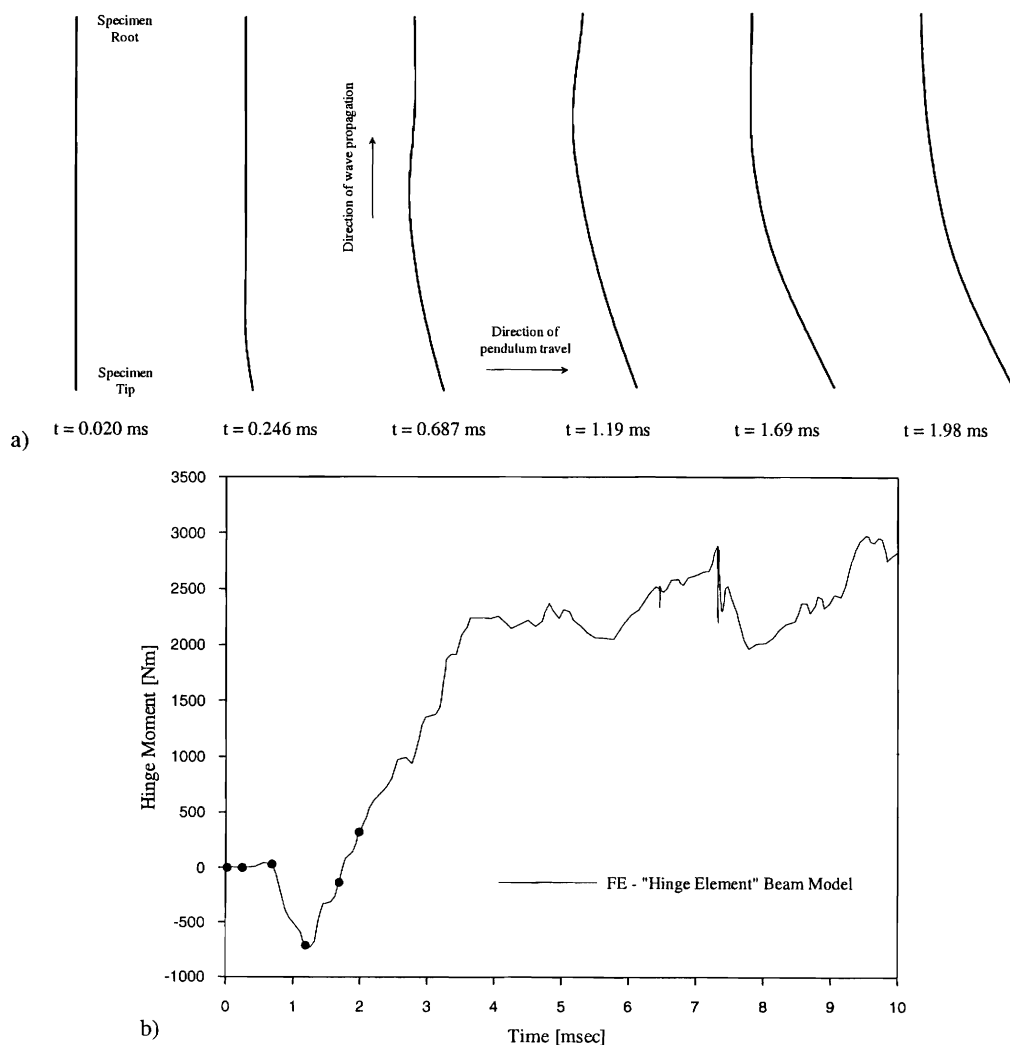 Specimen
Root
Direction of wave propagation
Direction of
pendulum travel
Specimen
Tip
a)
t = 0.020 ms
t = 0.246 ms
t = 0.687 ms
t = 1.19 ms
t = 1.69 ms
t = 1.98 ms
3500
3000
2500
2000
1500
1000
500
0
-500
-1000
Hinge Moment [Nm]
FE - "Hinge Element" Beam Model
0 1 2 3 4 5 6 7 8 9 10
Time [msec]
b)